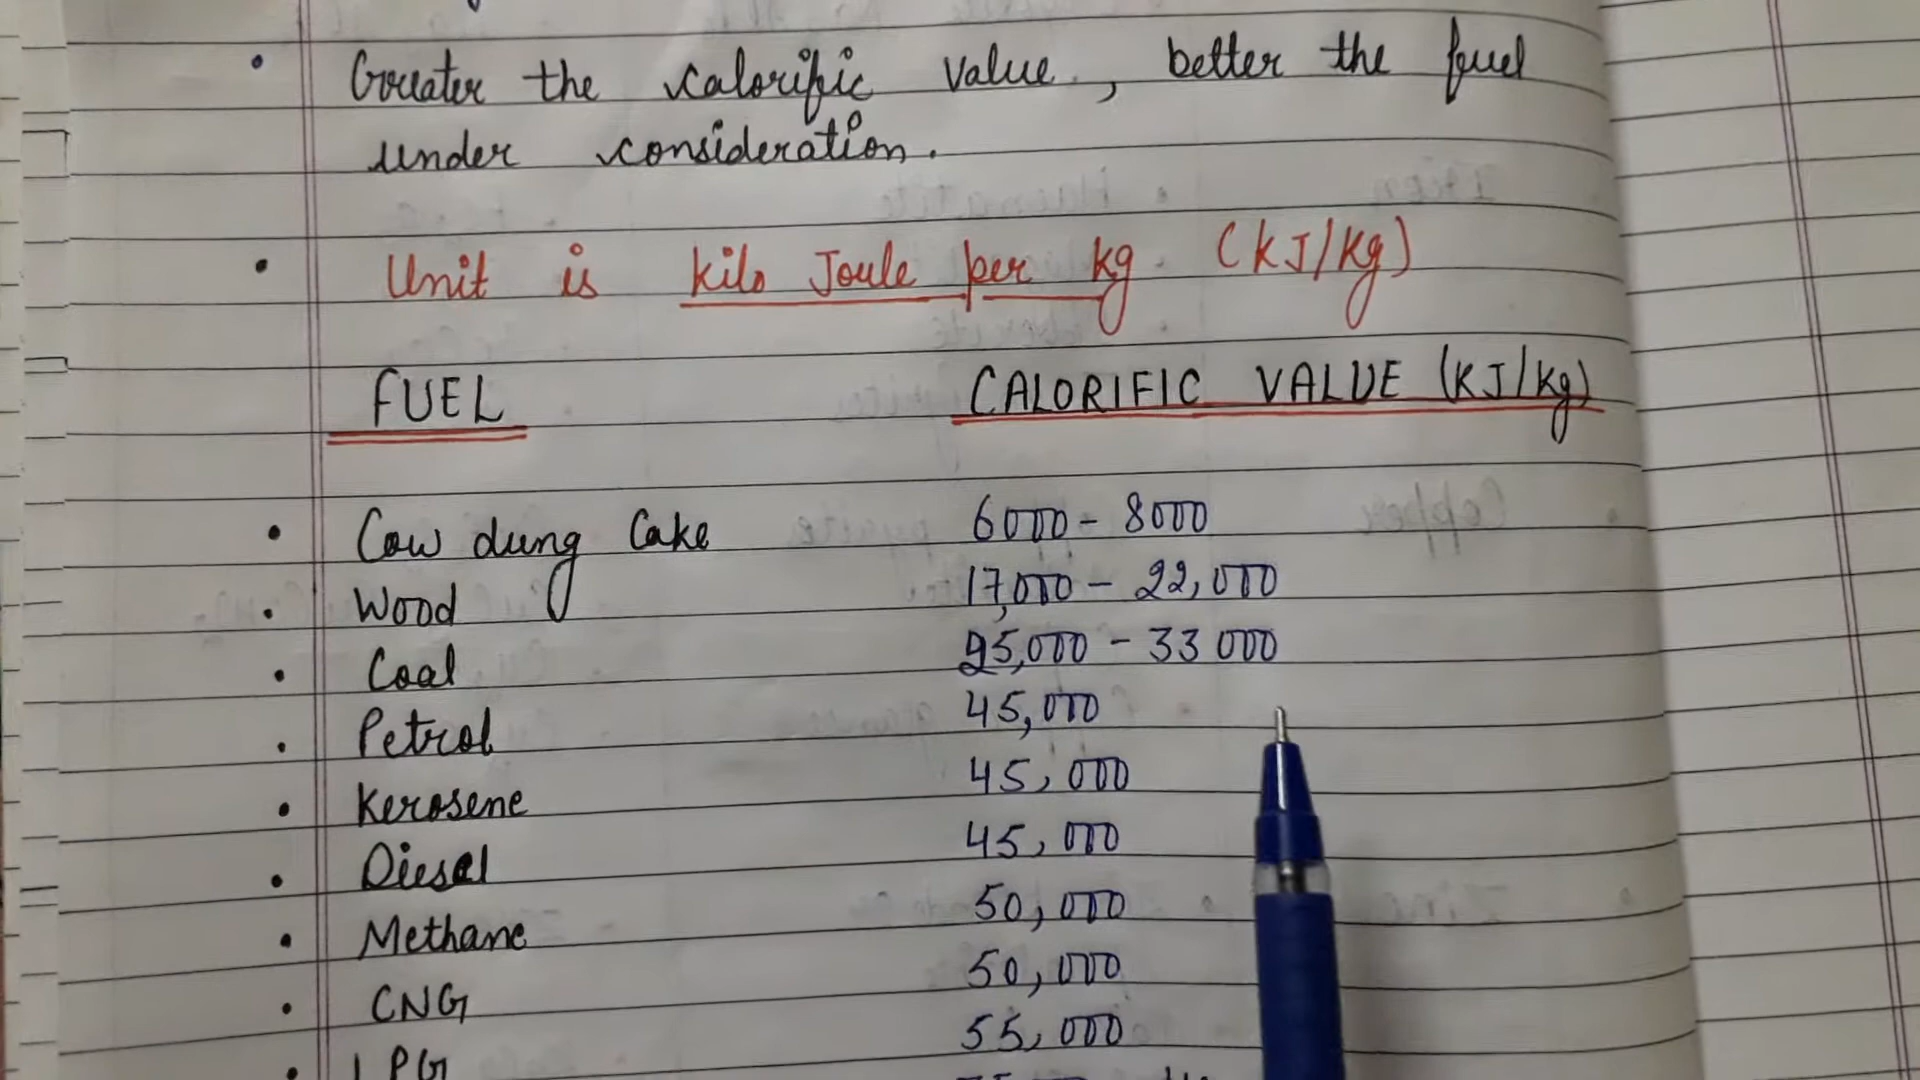 Greater the calorific value, better the fuel
under consideration.
Unit is kilo Joule per kg. (KJ/kg)
FUEL CALORIFIC VALUE (KJ/kg)
Cow dung Cake 6000 - 8000
Wood 17,000 - 22,000
Coal 25,000 - 33 000
Petrol 45,000
Kerosene 45,000
Diesel 45,000
Methane 50,000
CNG 50,000
LPG 55,000